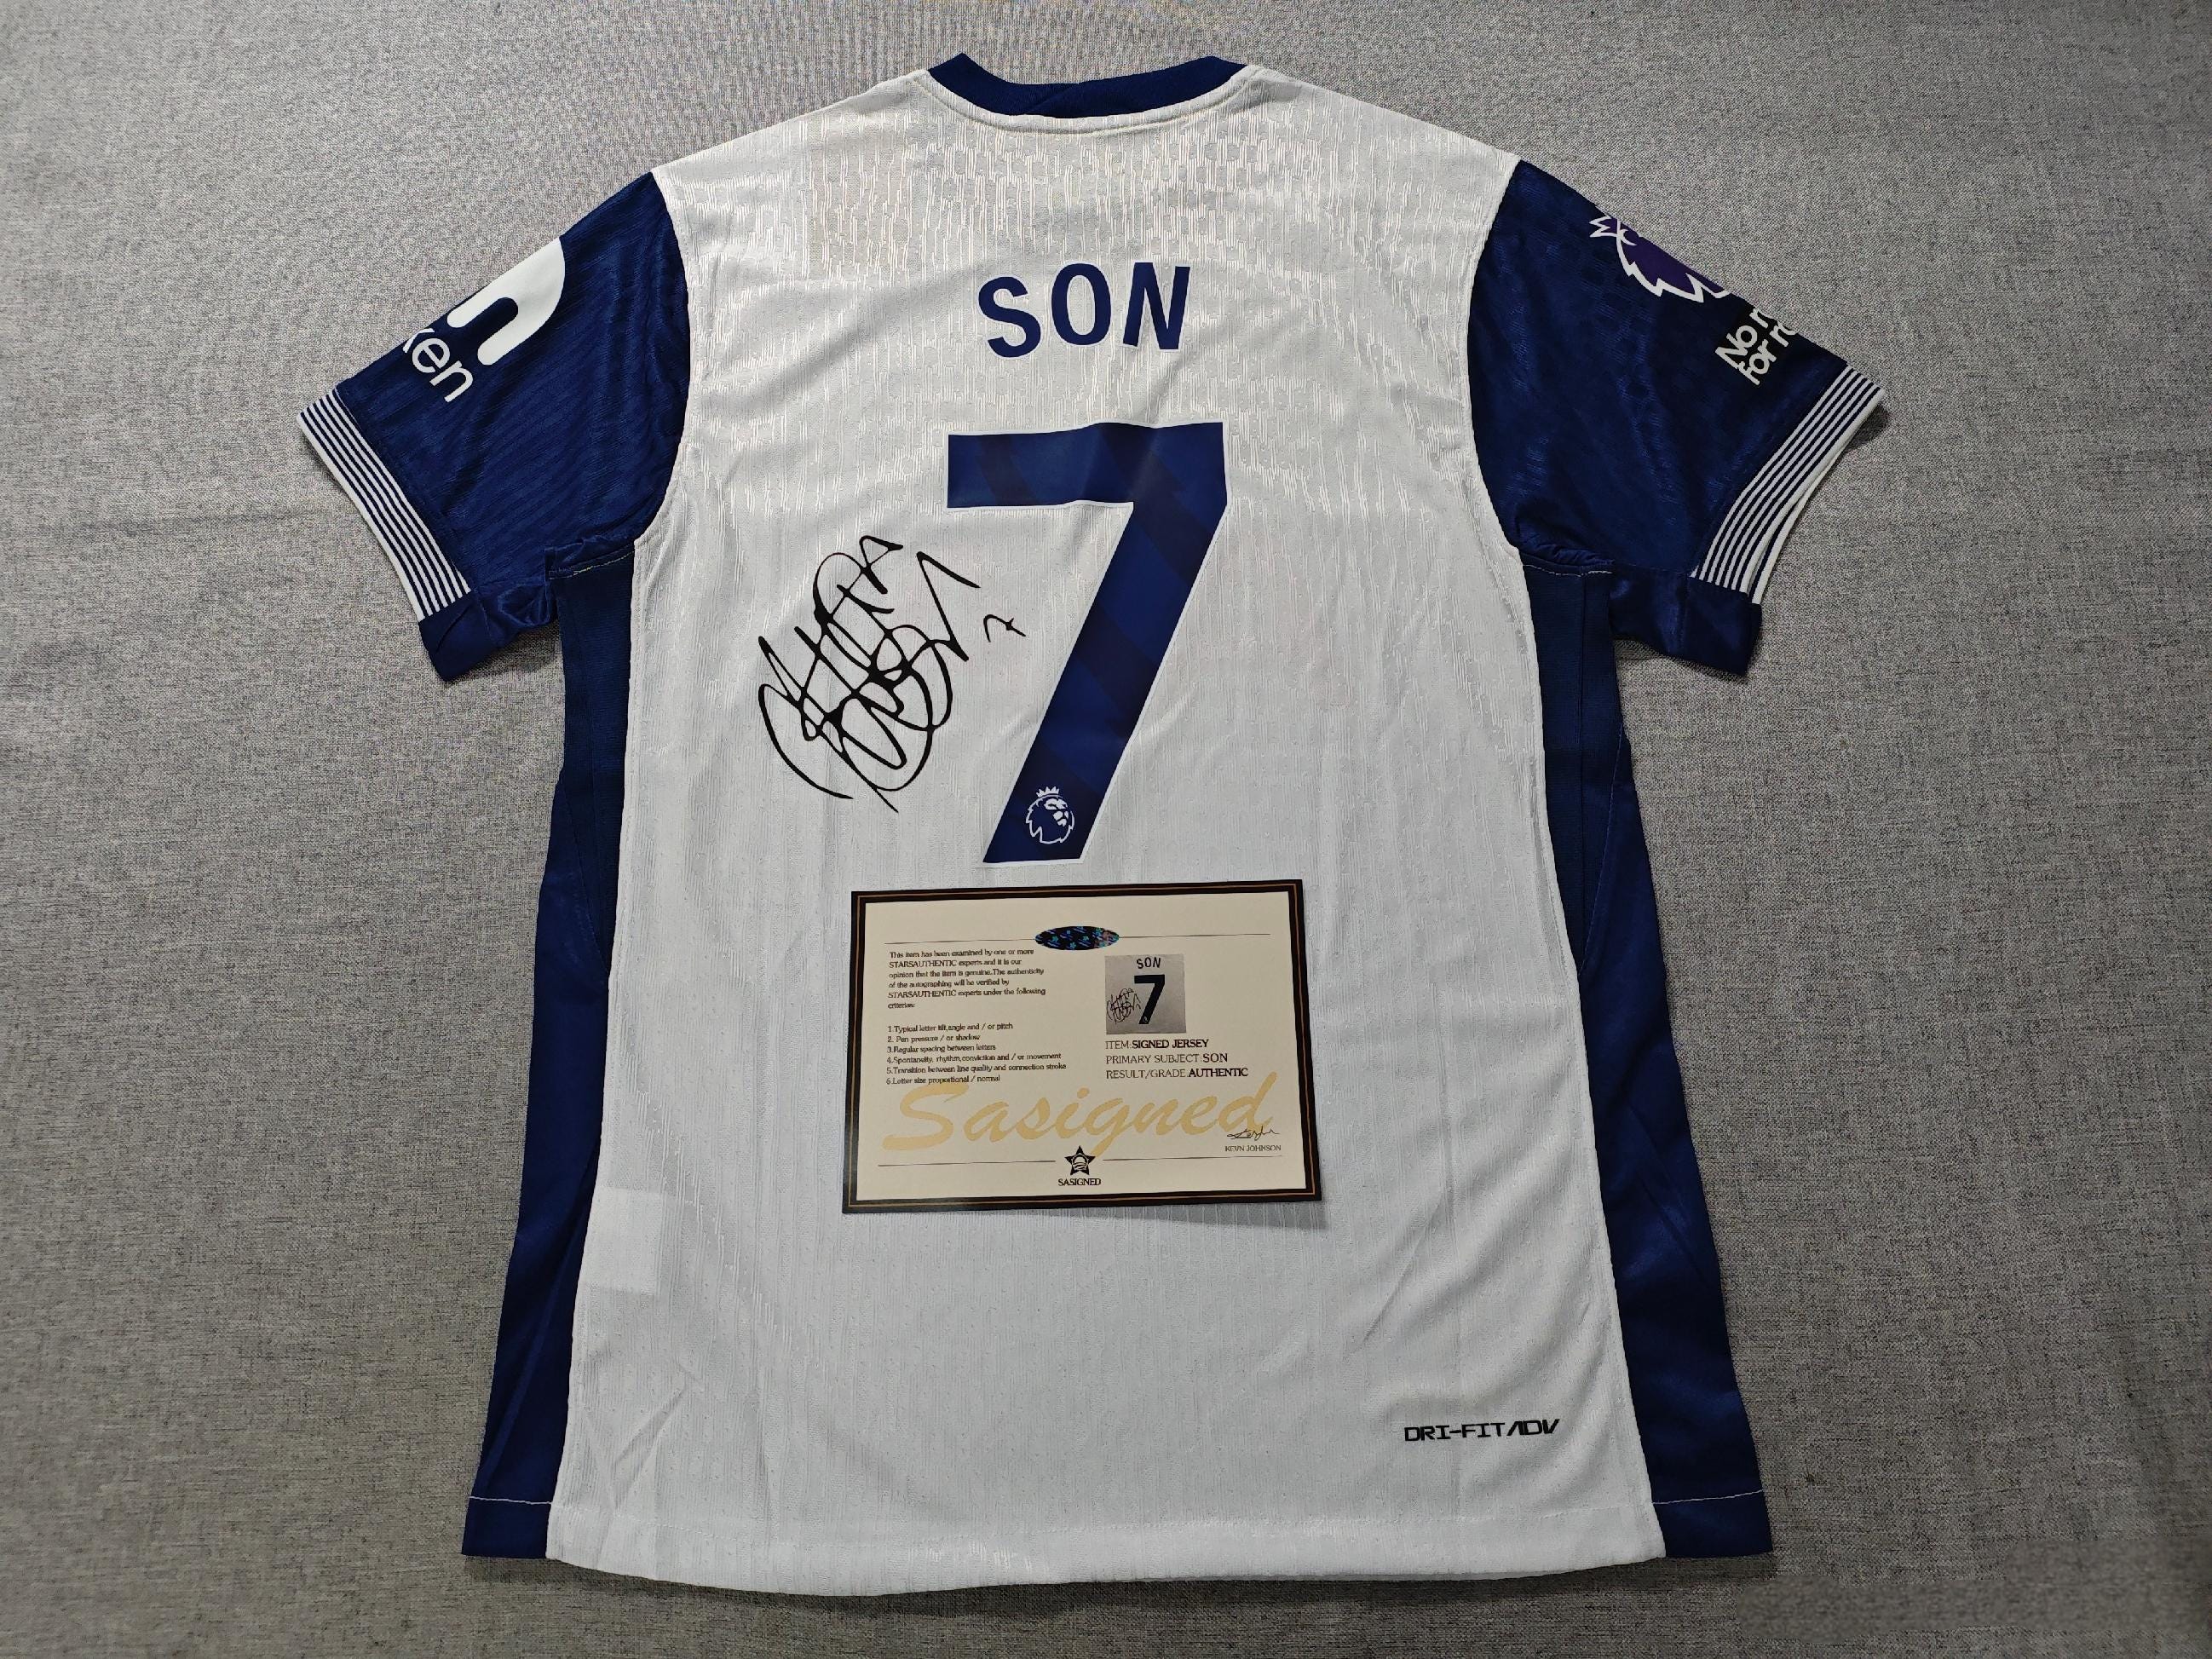 SON
ken
No r
for r
7
7
This item has been examined by one or more
STARSAUTHENTIC experts and it is our
opinion that the item is genuine.The authenticity
of the autographing will be verified by
STARSAUTHENTIC experts under the following
criterias:
1.Typical letter tilt,angle and / or pitch
2. Pen pressure / or shadow
3.Regular spacing between letters
4.Spontaneity, rhythm,conviction and / or movement
5.Transition between line quality and connection stroke
6.Letter size proportional / normal
SON
7
ITEM:SIGNED JERSEY
PRIMARY SUBJECT:SON
RESULT/GRADE:AUTHENTIC
Sasigned
KEVN JOHNSON
SASIGNED
DRI-FIT ADV